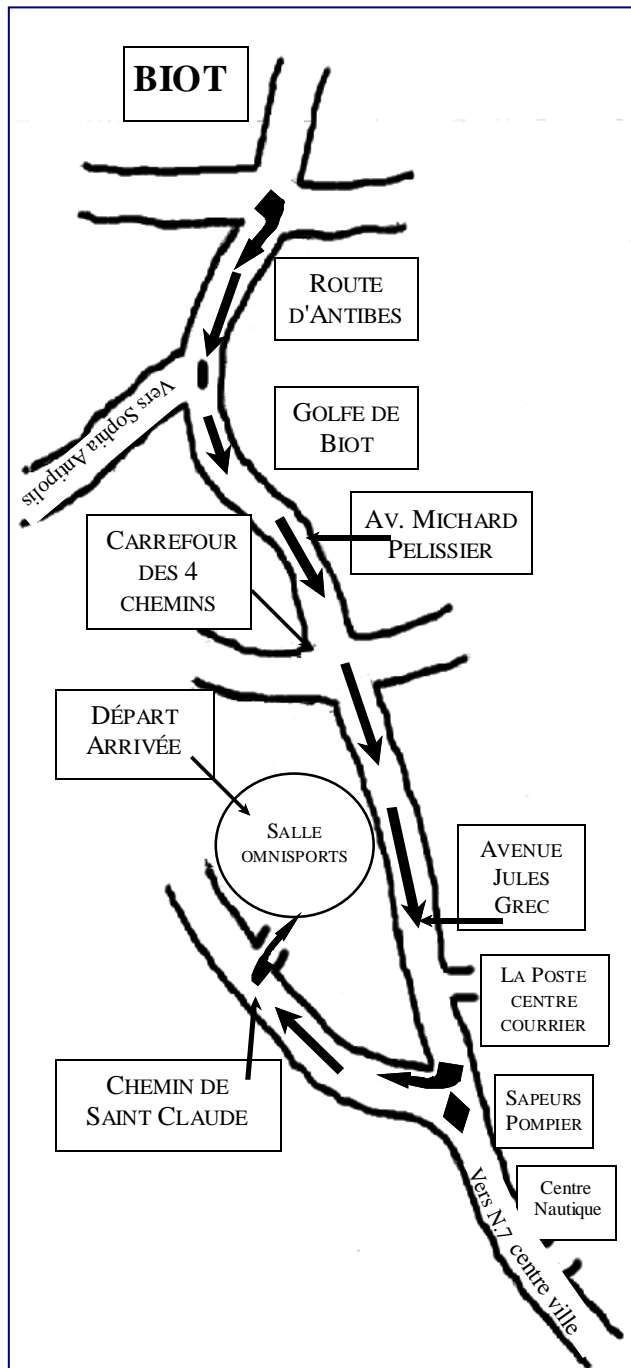 BIOT
ROUTE
D'ANTIBES
Vers Sophia Antipolis
GOLFE DE
BIOT
AV. MICHARD
PELISSIER
CARREFOUR
DES 4
CHEMINS
DÉPART
ARRIVÉE
SALLE
OMNISPORTS
AVENUE
JULES
GREC
LA POSTE
CENTRE
COURRIER
CHEMIN DE
SAINT CLAUDE
SAPEURS
POMPIER
Centre
Nautique
Vers N.7 centre ville